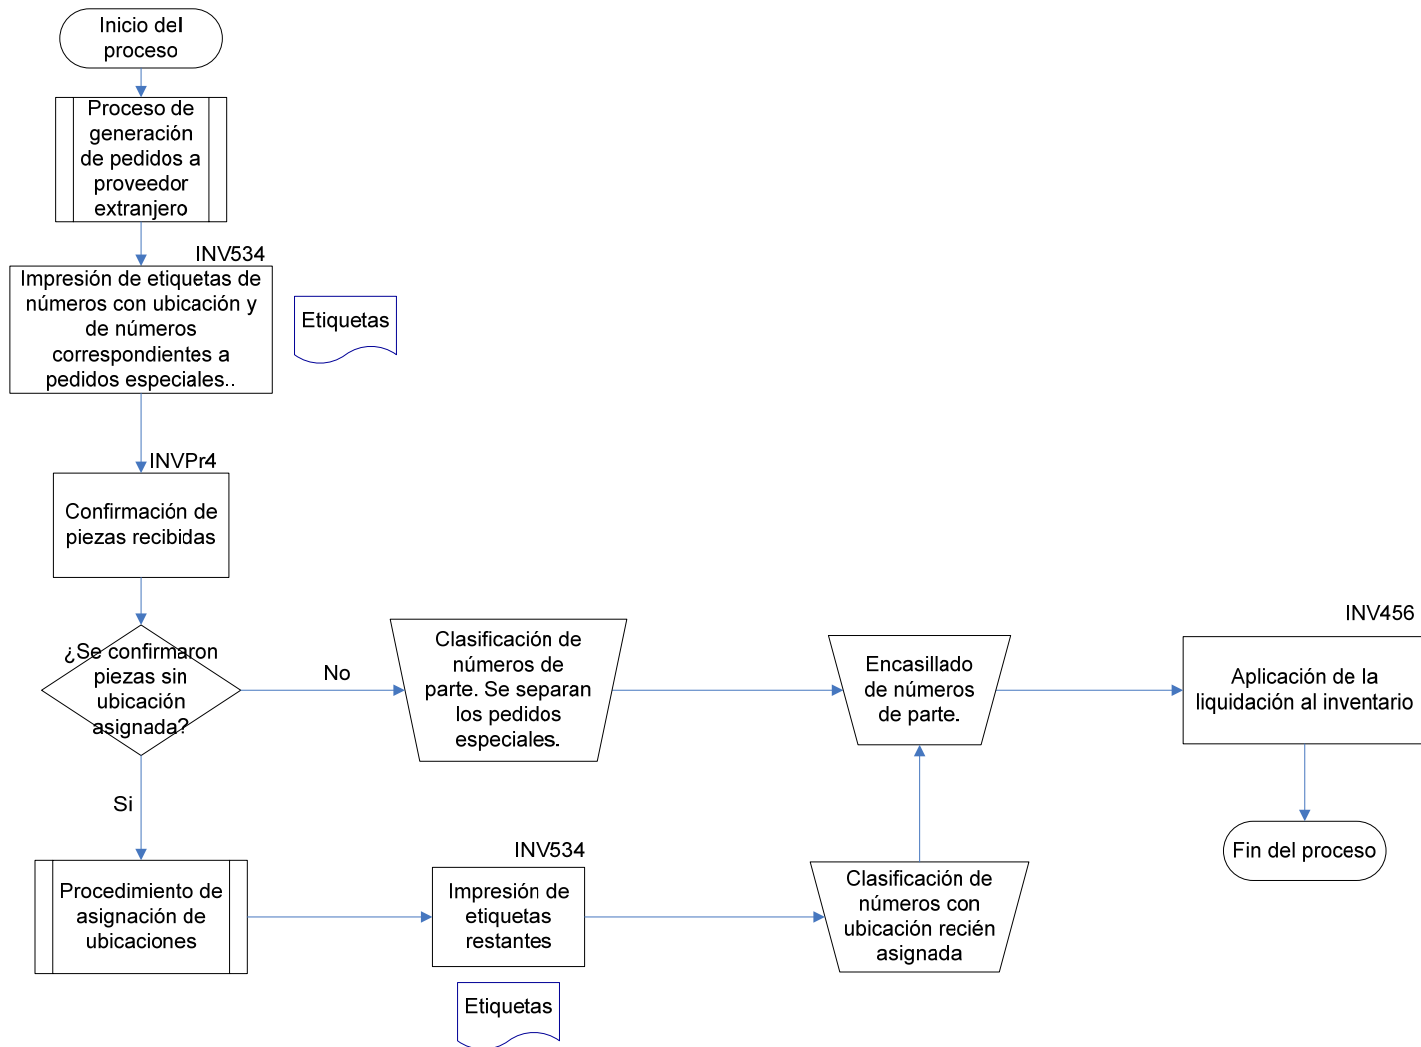 Inicio del
proceso
Proceso de
generación
de pedidos a
proveedor
extranjero
INV534
Impresión de etiquetas de
números con ubicación y
de números
correspondientes a
pedidos especiales..
Etiquetas
INVPr4
Confirmación de
piezas recibidas
¿Se confirmaron
piezas sin
ubicación
asignada?
No
Clasificación de
números de
parte. Se separan
los pedidos
especiales.
Encasillado
de números
de parte.
INV456
Aplicación de la
liquidación al inventario
Fin del proceso
Si
Procedimiento de
asignación de
ubicaciones
INV534
Impresión de
etiquetas
restantes
Etiquetas
Clasificación de
números con
ubicación recién
asignada